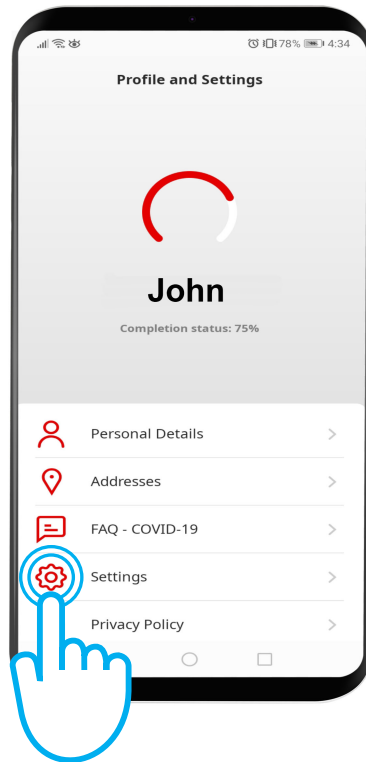 78% 4:34
Profile and Settings
John
Completion status: 75%
Personal Details
Addresses
FAQ - COVID-19
Settings
Privacy Policy